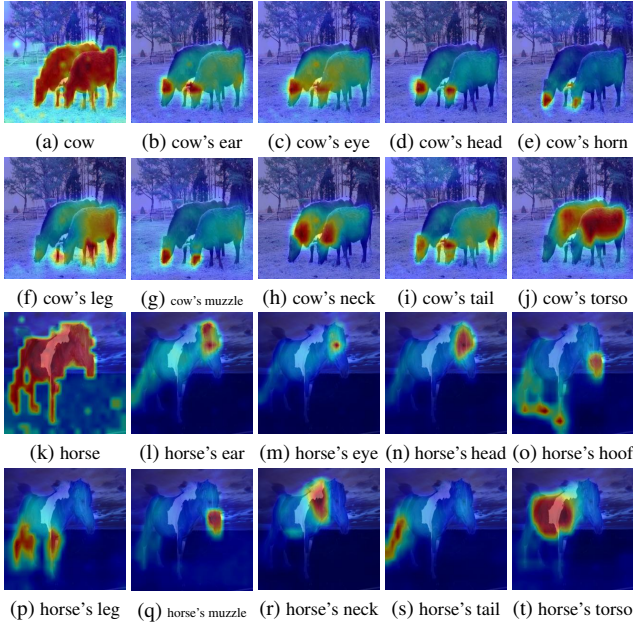 (a) cow (b) cow's ear (c) cow's eye (d) cow's head (e) cow's horn
(f) cow's leg (g) cow's muzzle (h) cow's neck (i) cow's tail (j) cow's torso
(k) horse (l) horse's ear (m) horse's eye (n) horse's head (o) horse's hoof
(p) horse's leg (q) horse's muzzle (r) horse's neck (s) horse's tail (t) horse's torso